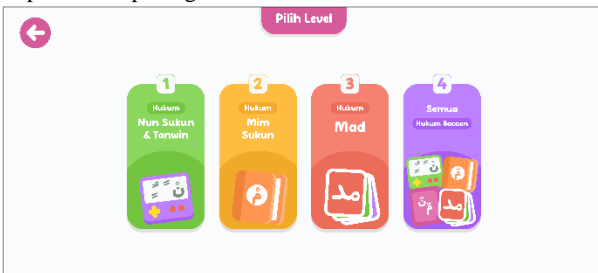 Pilih Level
1
Hukum
Nun Sukun
& Tanwin
2
Hukum
Mim
Sukun
مْ
3
Hukum
Mad
مد
4
Semua
Hukum Bacaan
مْ
مد